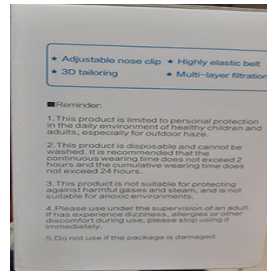 ★ Adjustable nose clip ★ Highly elastic belt
★ 3D tailoring ★ Multi-layer filtration
■Reminder:
1.This product is limited to personal protection
in the daily environment of healthy children and
adults, especially for outdoor haze.
2.This product is disposable and cannot be
washed. It is recommended that the
continuous wearing time does not exceed 2
hours and the cumulative wearing time does
not exceed 24 hours.
3.This product is not suitable for protecting
against harmful gases and steam, and is not
suitable for anoxic environments.
4.Please use under the supervision of an adult.
If has experience dizziness, allergies or other
discomfort during use, please stop using it
immediately.
5.Do not use if the package is damaged.